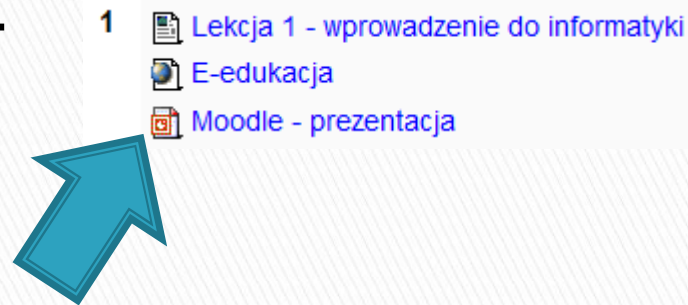 1 Lekcja 1 - wprowadzenie do informatyki
E-edukacja
Moodle - prezentacja